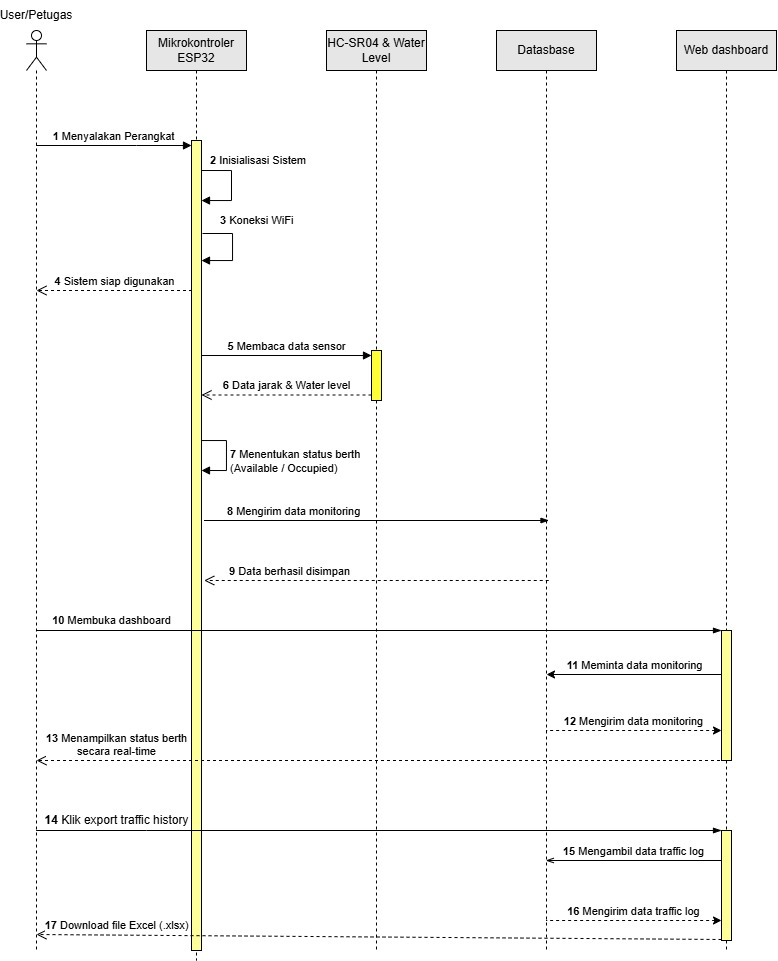 User/Petugas
Mikrokontroler
ESP32
HC-SR04 & Water
Level
Datasbase
Web dashboard
1 Menyalakan Perangkat
2 Inisialisasi Sistem
3 Koneksi WiFi
4 Sistem siap digunakan
5 Membaca data sensor
6 Data jarak & Water level
7 Menentukan status berth
(Available / Occupied)
8 Mengirim data monitoring
9 Data berhasil disimpan
10 Membuka dashboard
11 Meminta data monitoring
12 Mengirim data monitoring
13 Menampilkan status berth
secara real-time
14 Klik export traffic history
15 Mengambil data traffic log
16 Mengirim data traffic log
17 Download file Excel (.xlsx)